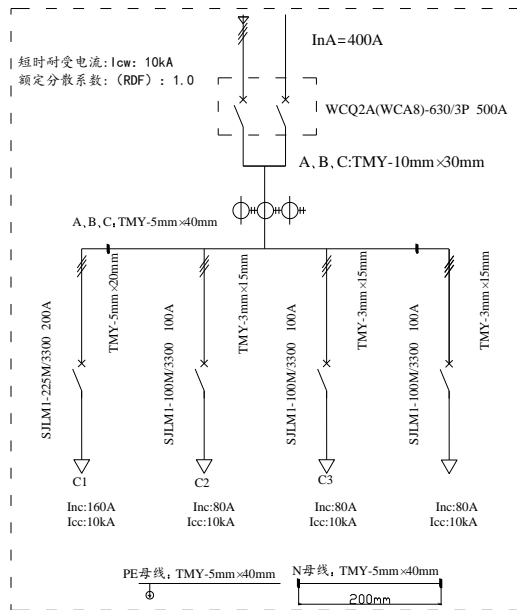 InA=400A
短时耐受电流:Icw: 10kA
额定分散系数:（RDF）: 1.0
WCQ2A(WCA8)-630/3P 500A
A、B、C:TMY-10mm×30mm
A、B、C:TMY-5mm×40mm
SJLM1-225M/3300 200A
TMY-5mm×20mm
SJLM1-100M/3300 100A
TMY-3mm×15mm
SJLM1-100M/3300 100A
TMY-3mm×15mm
SJLM1-100M/3300 100A
TMY-3mm×15mm
C1
C2
C3
Inc:160A
Icc:10kA
Inc:80A
Icc:10kA
Inc:80A
Icc:10kA
Inc:80A
Icc:10kA
PE母线：TMY-5mm×40mm
N母线：TMY-5mm×40mm
200mm